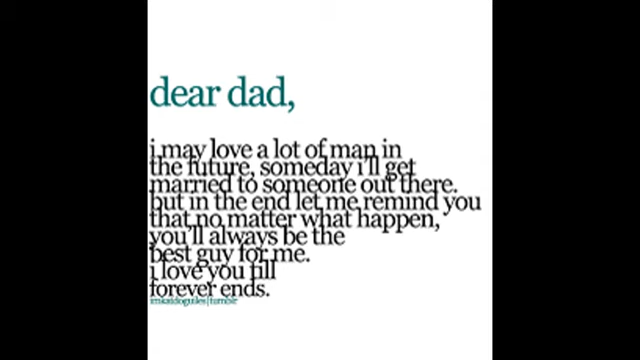 dear dad,
i may love a lot of man in
the future, someday i'll get
married to someone out there.
but in the end let me remind you
that no matter what happen,
you'll always be the
best guy for me.
i love you till
forever ends.